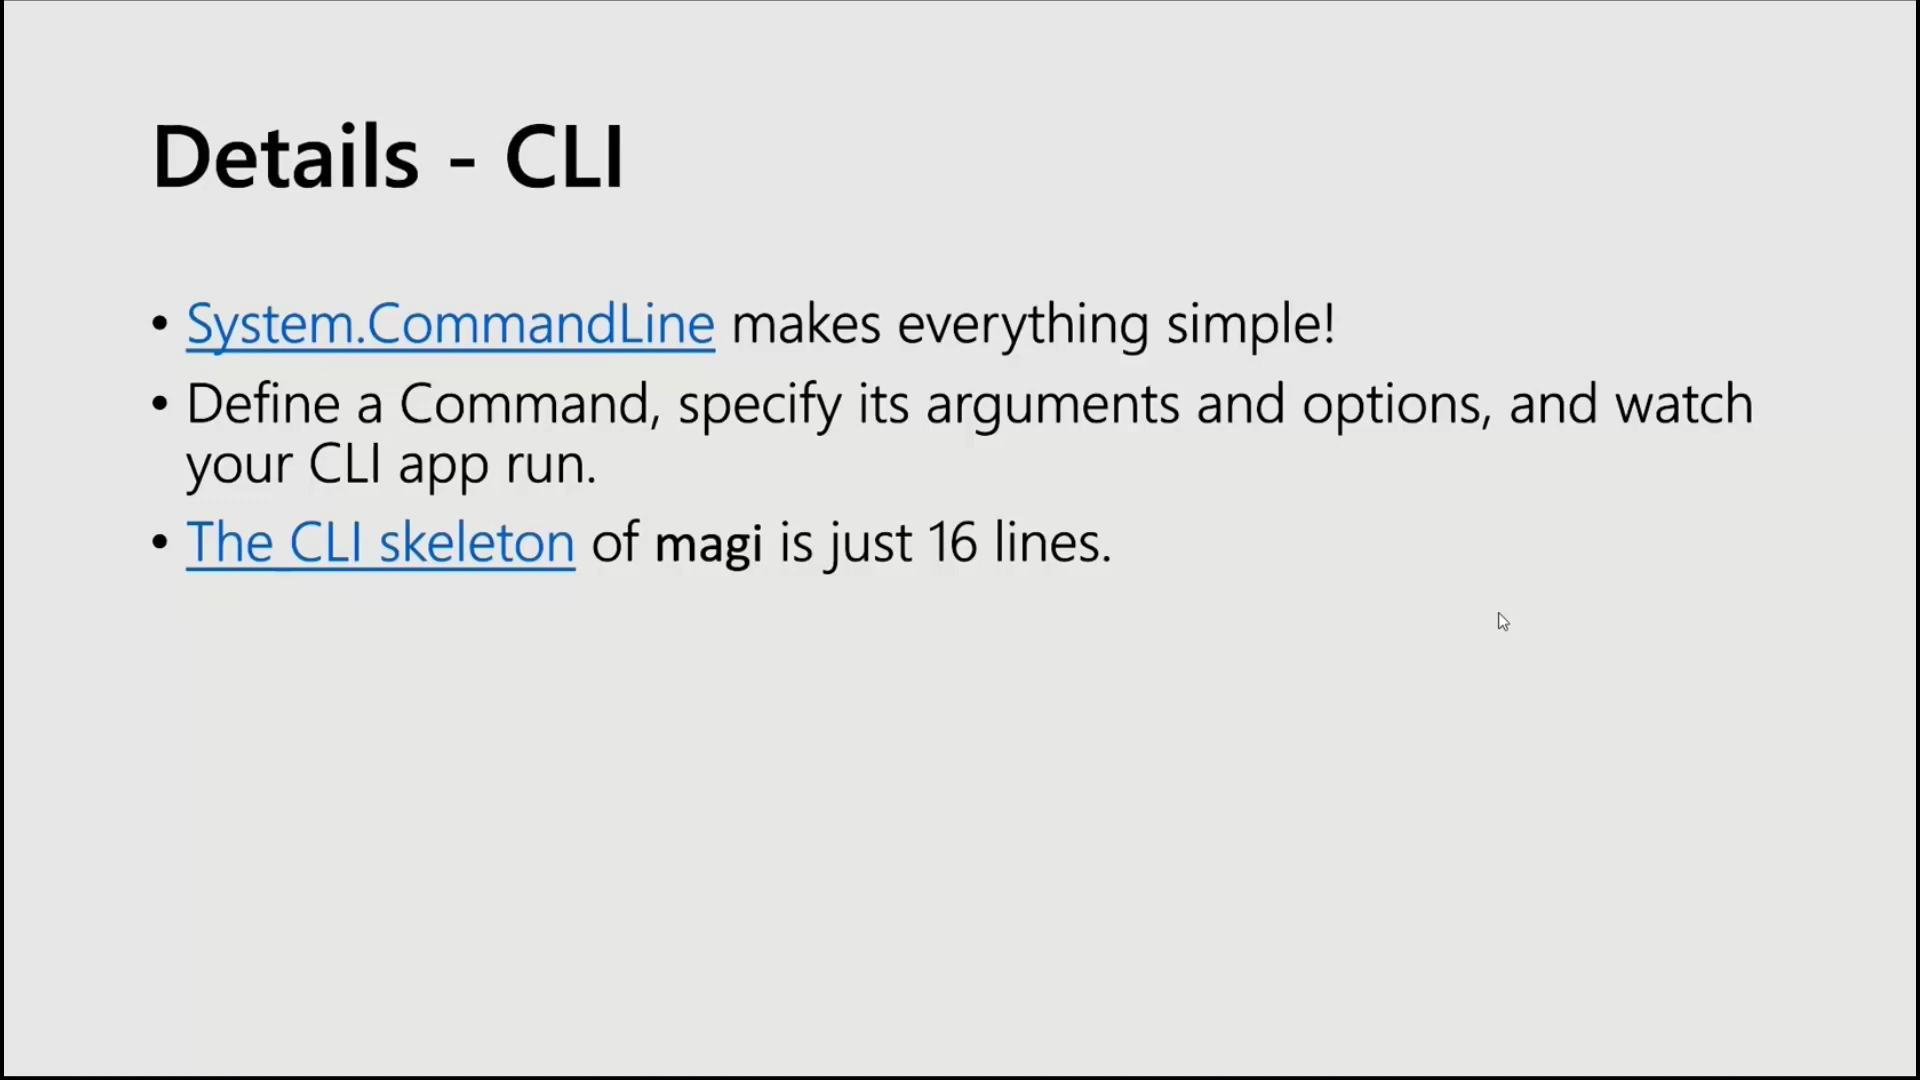 Details - CLI
• System.CommandLine makes everything simple!
• Define a Command, specify its arguments and options, and watch
your CLI app run.
• The CLI skeleton of magi is just 16 lines.